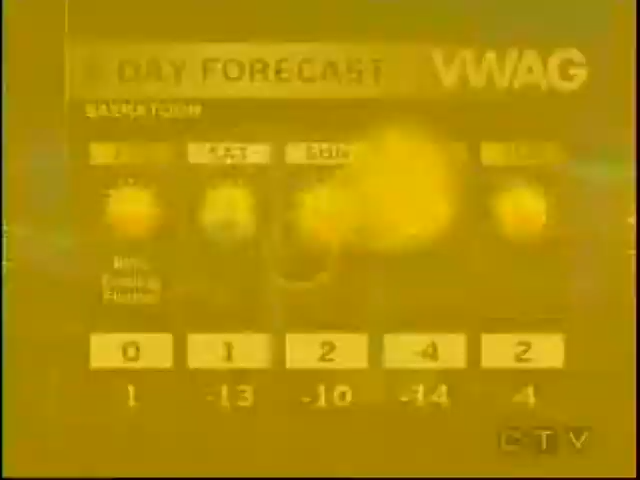 DAY FORECAST
VWAG
SASKATOON
SAT SUN
0 1 2 -4 2
1 -13 -10 -14 -4
CTV